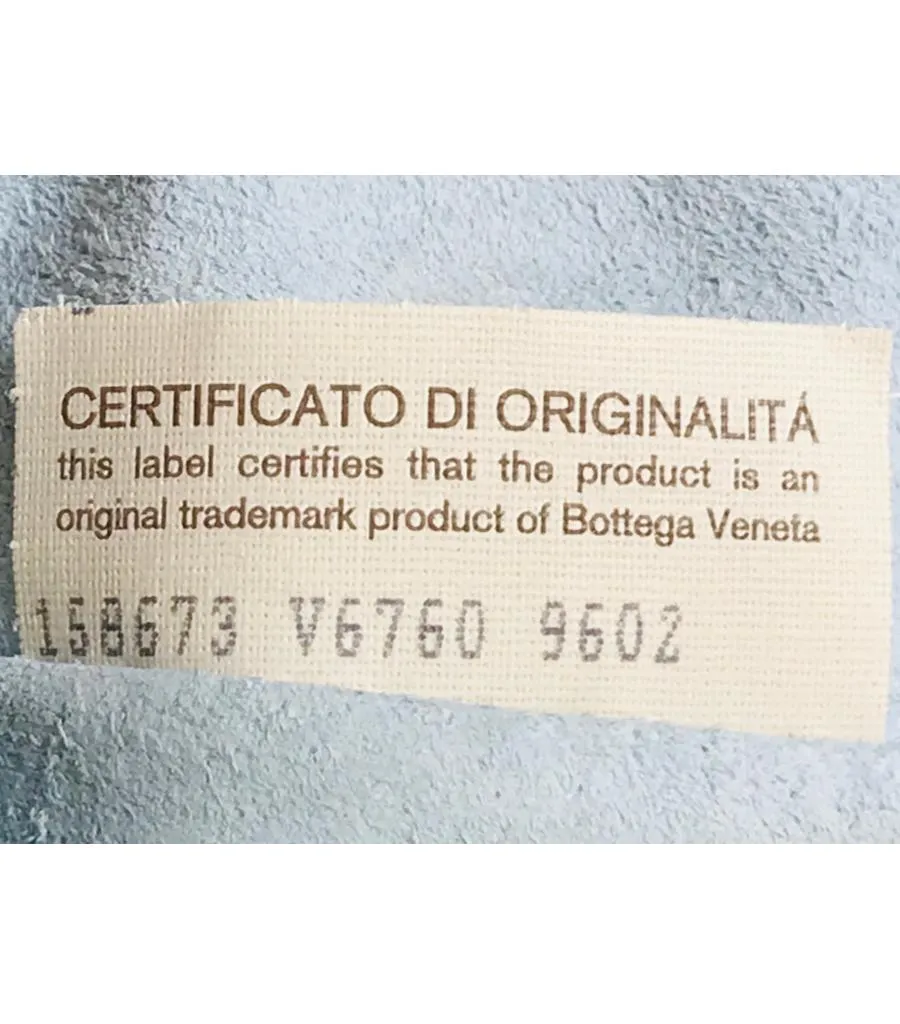 CERTIFICATO DI ORIGINALITÁ
this label certifies that the product is an
original trademark product of Bottega Veneta
158673 V6760 9602